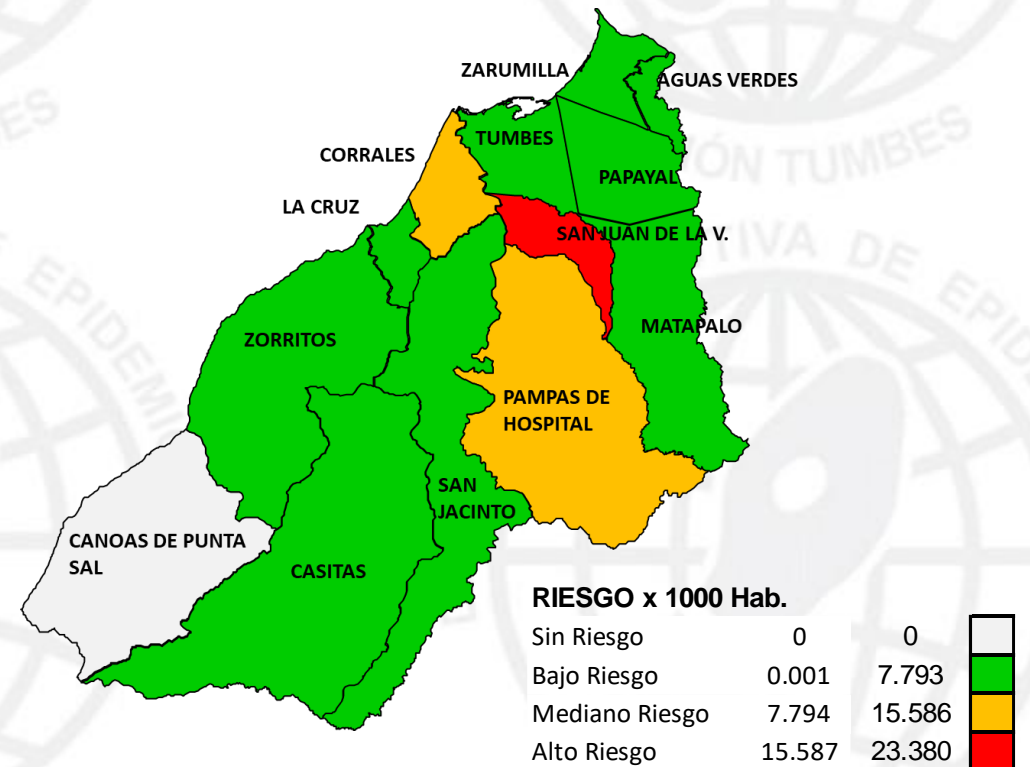 ZARUMILLA
AGUAS VERDES
TUMBES
CORRALES
PAPAYAL
LA CRUZ
SAN JUAN DE LA V.
MATAPALO
ZORRITOS
PAMPAS DE
HOSPITAL
SAN
JACINTO
CANOAS DE PUNTA
SAL
CASITAS
RIESGO x 1000 Hab.
Sin Riesgo 0 0
Bajo Riesgo 0.001 7.793
Mediano Riesgo 7.794 15.586
Alto Riesgo 15.587 23.380